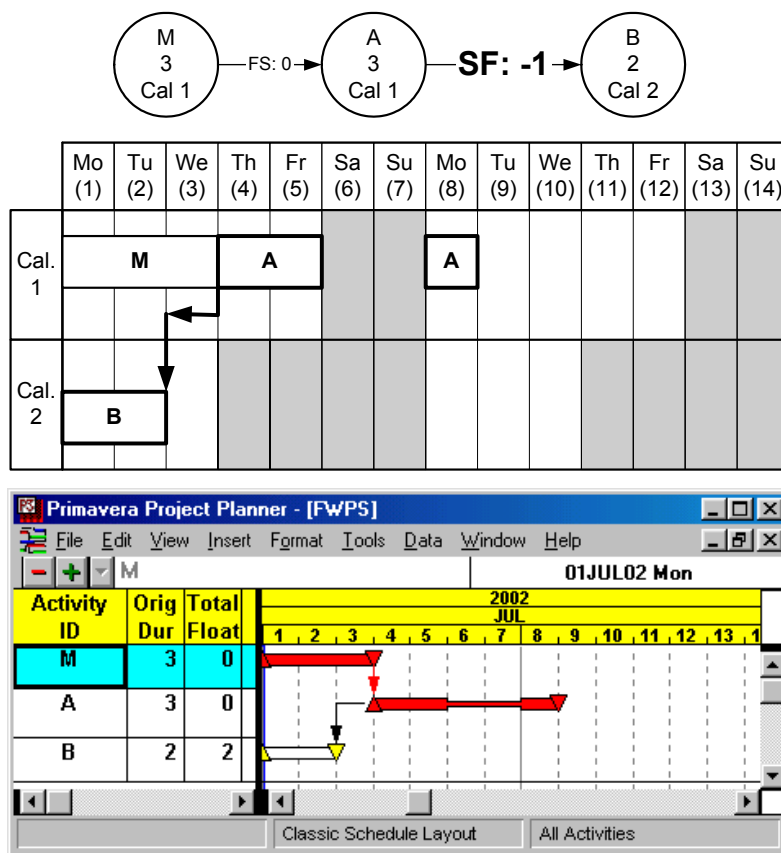 M
3
Cal 1
FS: 0
A
3
Cal 1
SF: -1
B
2
Cal 2
Mo Tu We Th Fr Sa Su Mo Tu We Th Fr Sa Su
(1) (2) (3) (4) (5) (6) (7) (8) (9) (10) (11) (12) (13) (14)
Cal. 1
M A A
Cal. 2
B
Primavera Project Planner - [FWPS]
File Edit View Insert Format Tools Data Window Help
M 01JUL02 Mon
Activity Orig Total 2002
JUL
ID Dur Float 1 2 3 4 5 6 7 8 9 10 11 12 13 1
M 3 0
A 3 0
B 2 2
Classic Schedule Layout All Activities